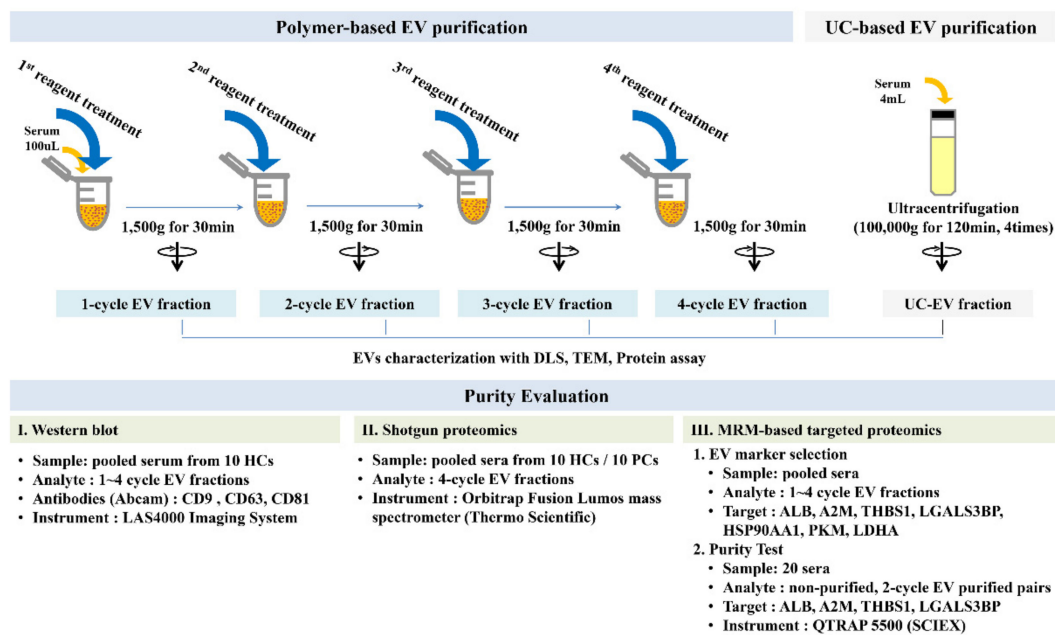 Polymer-based EV purification
UC-based EV purification
1st reagent treatment
2nd reagent treatment
3rd reagent treatment
4th reagent treatment
Serum
100uL
Serum
4mL
1,500g for 30min
1,500g for 30min
1,500g for 30min
1,500g for 30min
Ultracentrifugation
(100,000g for 120min, 4times)
1-cycle EV fraction
2-cycle EV fraction
3-cycle EV fraction
4-cycle EV fraction
UC-EV fraction
EVs characterization with DLS, TEM, Protein assay
Purity Evaluation
I. Western blot
• Sample: pooled serum from 10 HCs
• Analyte : 1~4 cycle EV fractions
• Antibodies (Abcam) : CD9 , CD63, CD81
• Instrument : LAS4000 Imaging System
II. Shotgun proteomics
• Sample: pooled sera from 10 HCs / 10 PCs
• Analyte : 4-cycle EV fractions
• Instrument : Orbitrap Fusion Lumos mass
spectrometer (Thermo Scientific)
III. MRM-based targeted proteomics
1. EV marker selection
• Sample: pooled sera
• Analyte : 1~4 cycle EV fractions
• Target : ALB, A2M, THBS1, LGALS3BP,
HSP90AA1, PKM, LDHA
2. Purity Test
• Sample: 20 sera
• Analyte : non-purified, 2-cycle EV purified pairs
• Target : ALB, A2M, THBS1, LGALS3BP
• Instrument : QTRAP 5500 (SCIEX)